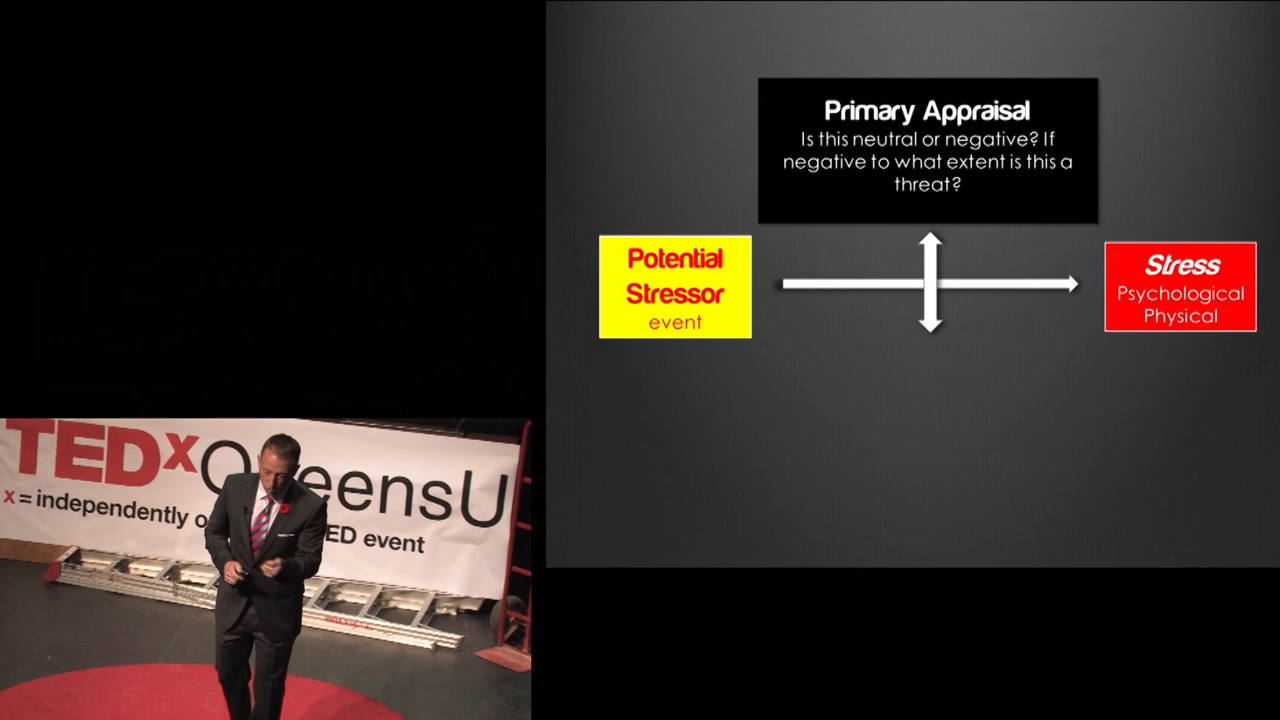 Primary Appraisal
Is this neutral or negative? If
negative to what extent is this a
threat?
Potential
Stressor
event
Stress
Psychological
Physical
TEDxQueensU
x = independently o ED event